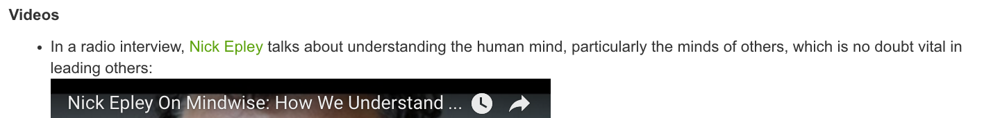 Videos
In a radio interview, Nick Epley talks about understanding the human mind, particularly the minds of others, which is no doubt vital in
leading others:
Nick Epley On Mindwise: How We Understand ...